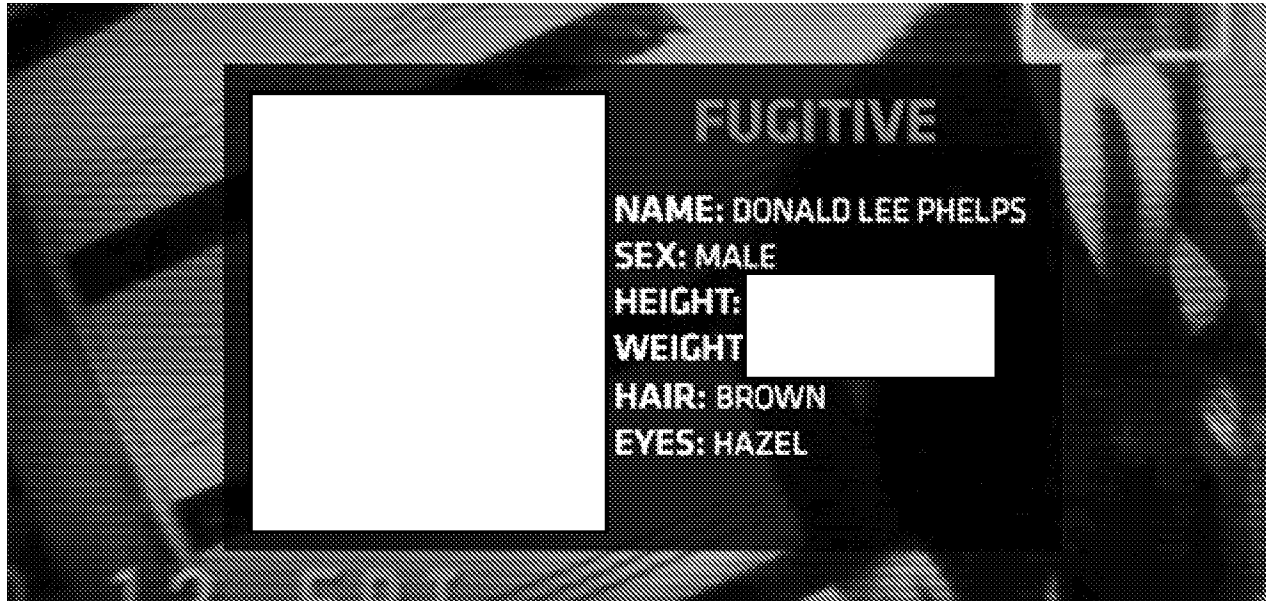 FUGITIVE
NAME: DONALD LEE PHELPS
SEX: MALE
HEIGHT:
WEIGHT
HAIR: BROWN
EYES: HAZEL